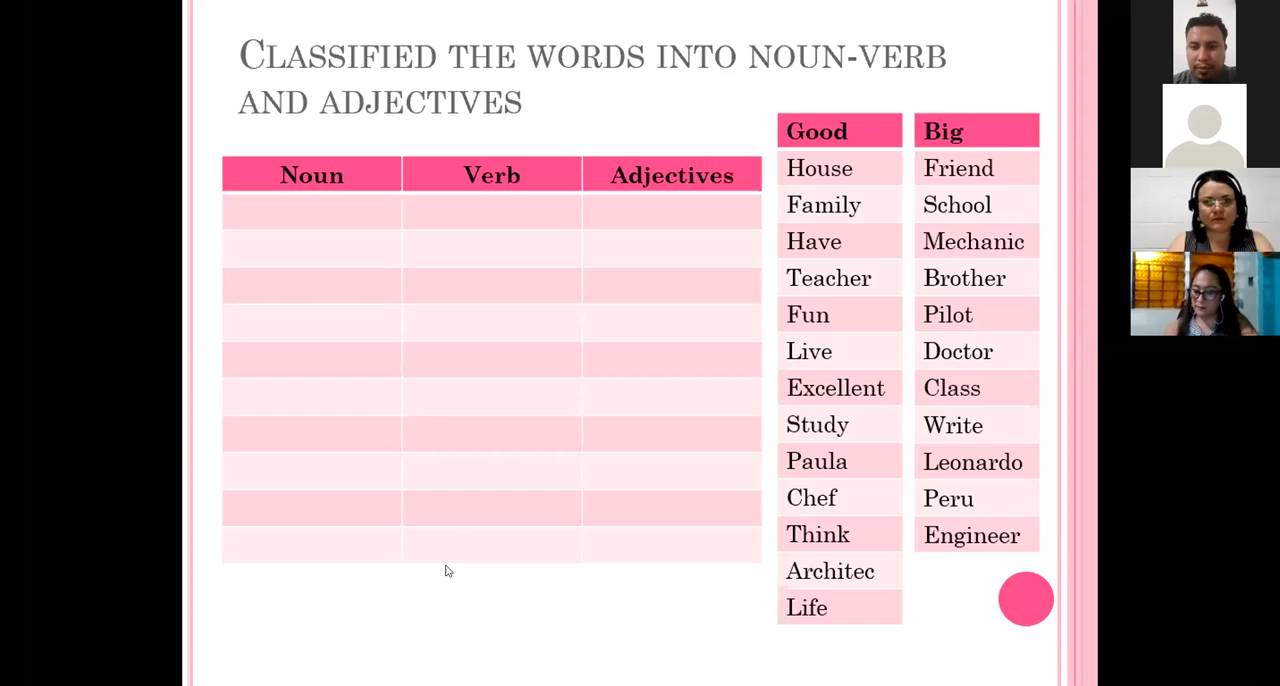 CLASSIFIED THE WORDS INTO NOUN-VERB
AND ADJECTIVES
Noun Verb Adjectives
Good
House
Family
Have
Teacher
Fun
Live
Excellent
Study
Paula
Chef
Think
Architec
Life
Big
Friend
School
Mechanic
Brother
Pilot
Doctor
Class
Write
Leonardo
Peru
Engineer